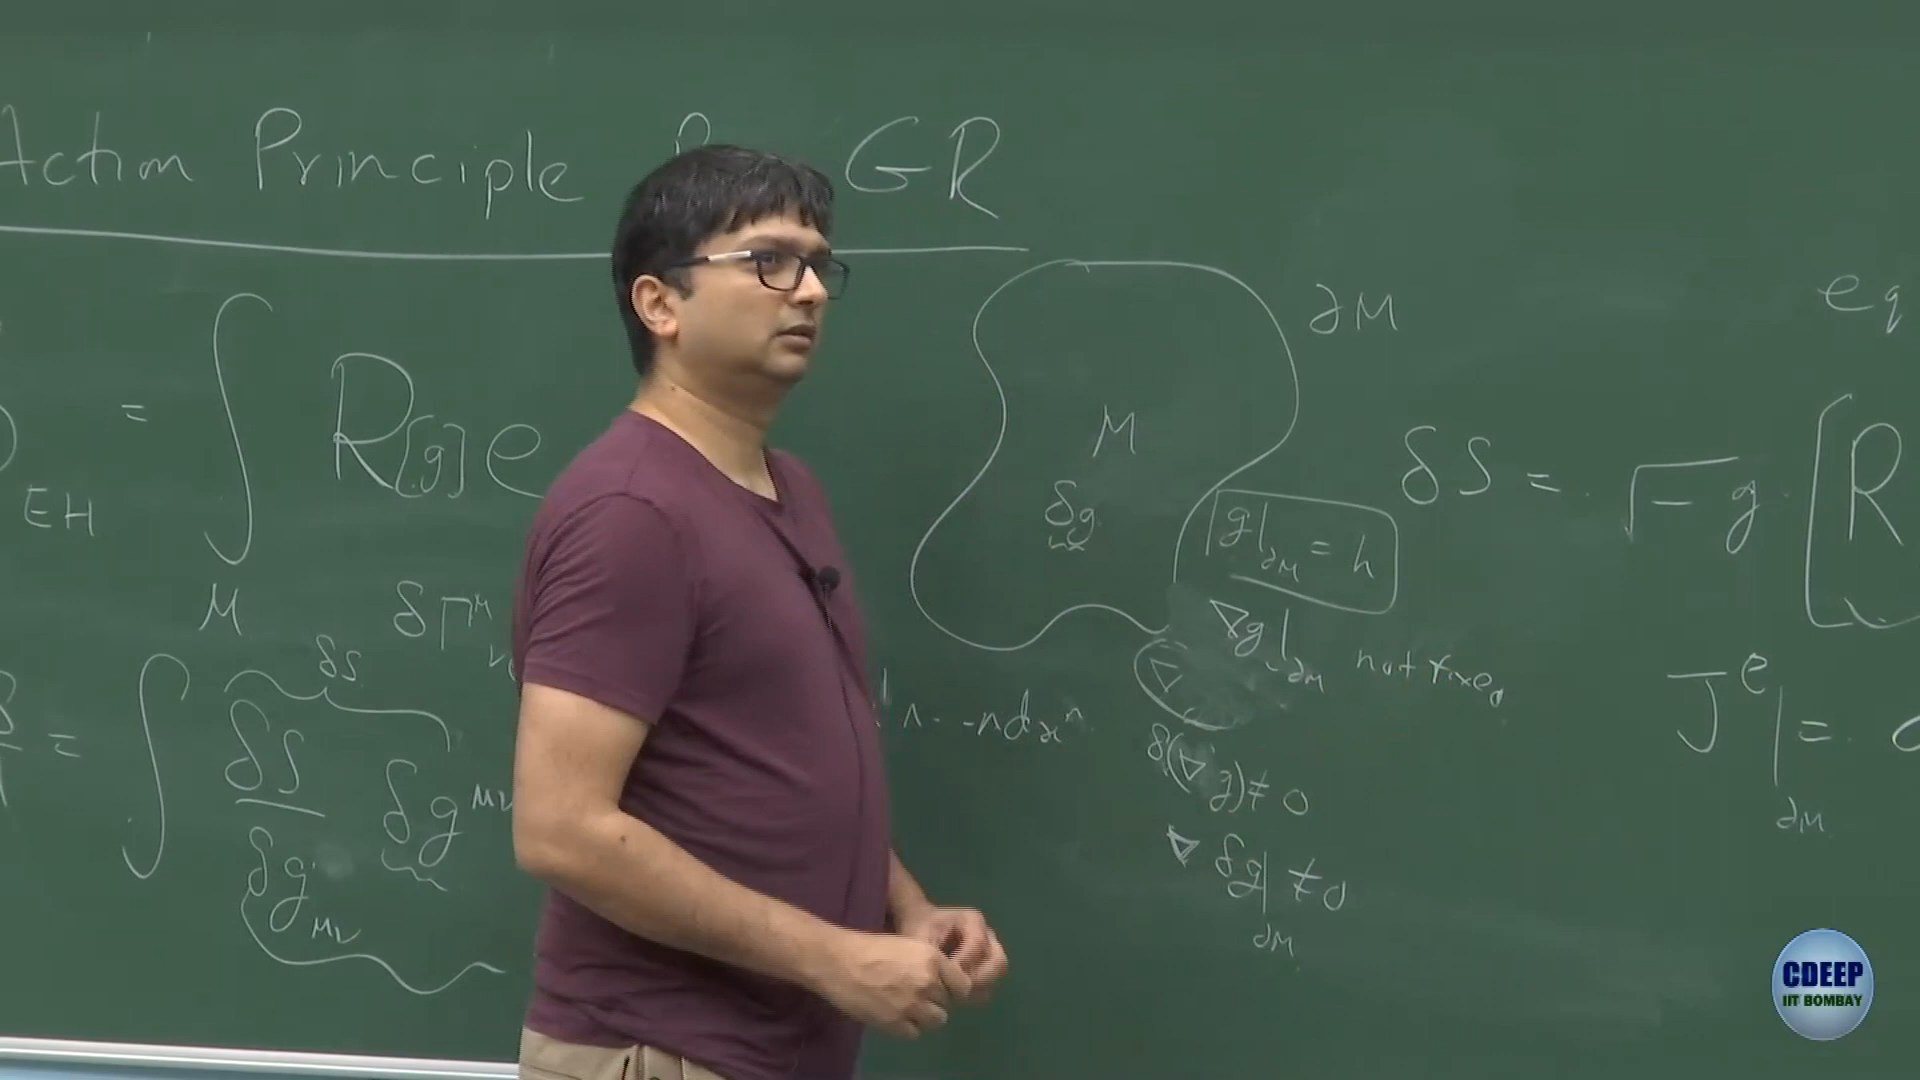 Action Principle GR
EH = ∫ R[g] e
M
∂M
M
δg
g|∂M = h
∇g|∂M not fixed
δΓ^μ
δS
= ∫ δS/δg_μν δg^μν
∧ - - ∧ dx^n
δ(∇g) ≠ 0
∇ δg|∂M ≠ 0
eq
δS = √-g [R
J^e|∂M =
CDEEP
IIT BOMBAY